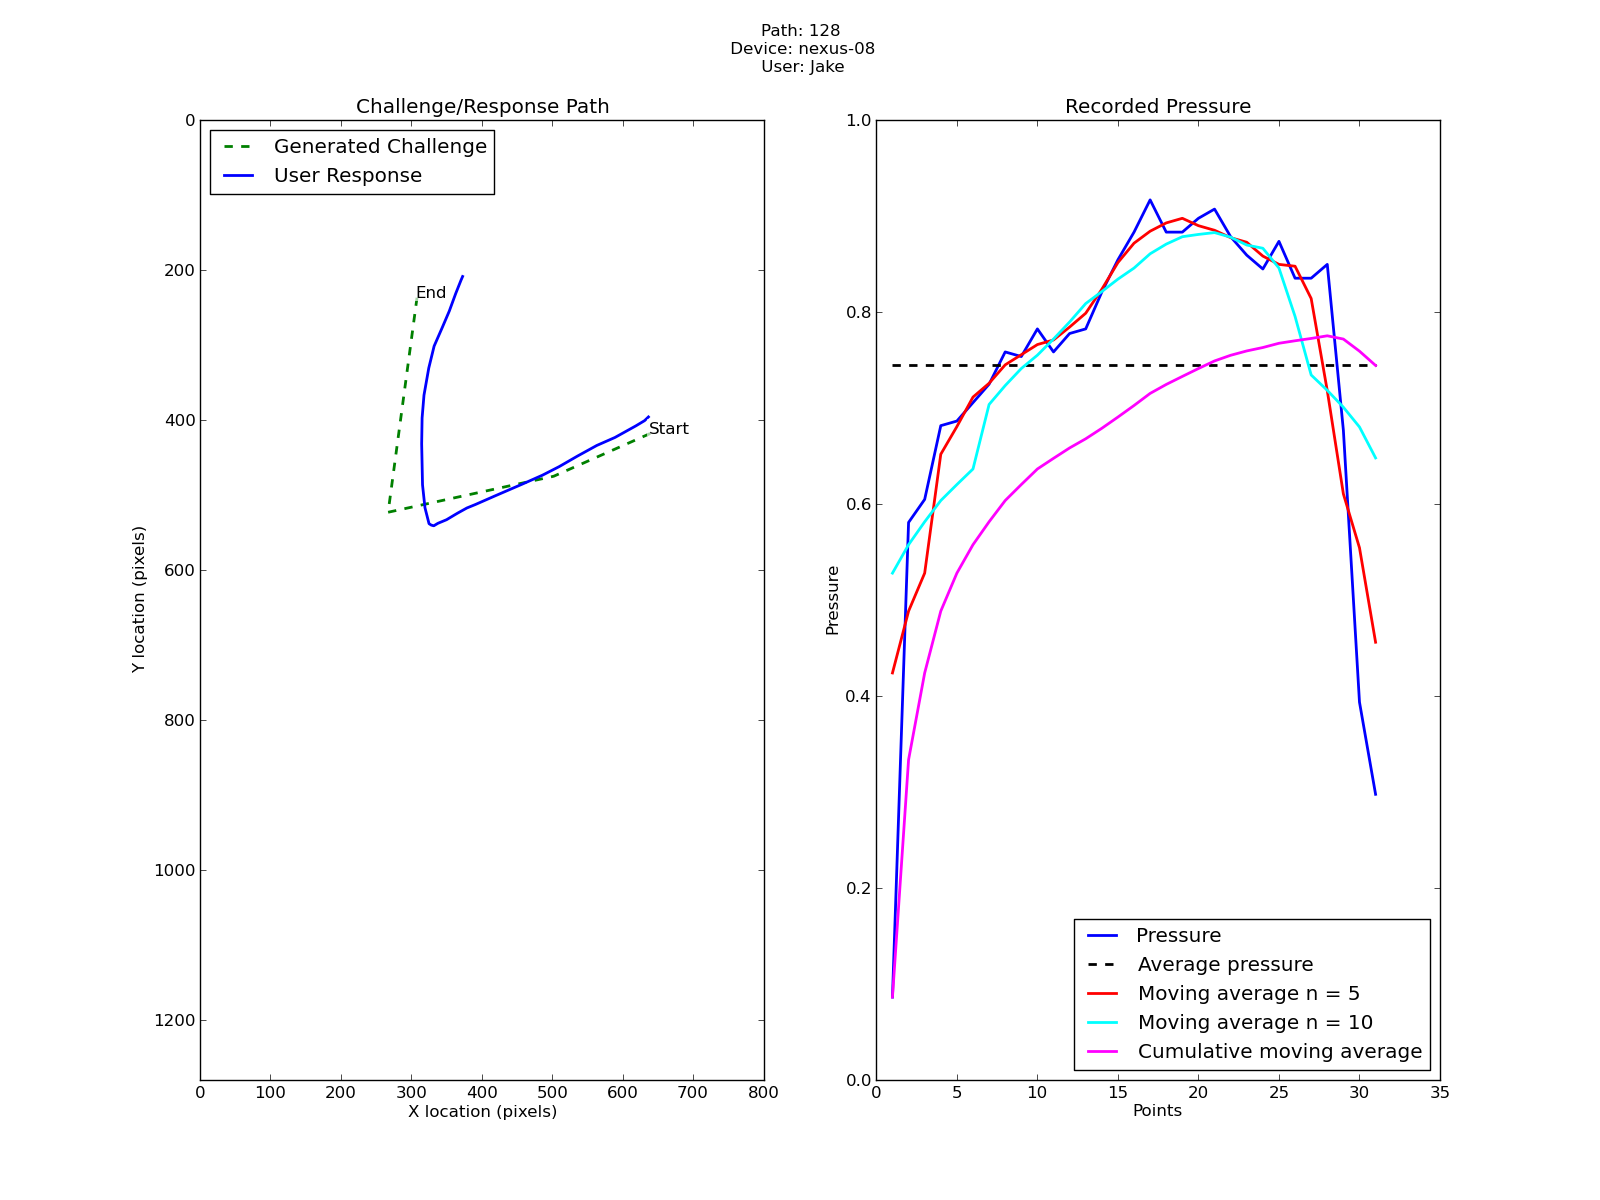 Path: 128
Device: nexus-08
User: Jake
Challenge/Response Path
Generated Challenge
User Response
End
Start
0
200
400
600
800
1000
1200
Y location (pixels)
0 100 200 300 400 500 600 700 800
X location (pixels)
Recorded Pressure
1.0
0.8
0.6
0.4
0.2
0.0
Pressure
Pressure
Average pressure
Moving average n = 5
Moving average n = 10
Cumulative moving average
0 5 10 15 20 25 30 35
Points